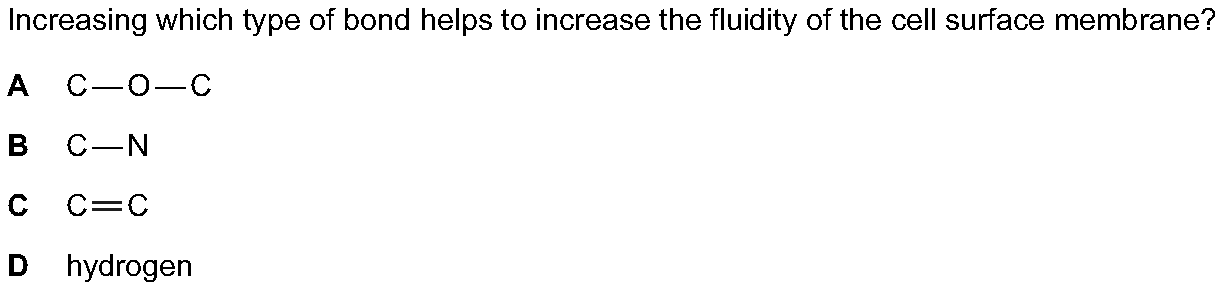 Increasing which type of bond helps to increase the fluidity of the cell surface membrane?
A C—O—C
B C—N
C C=C
D hydrogen